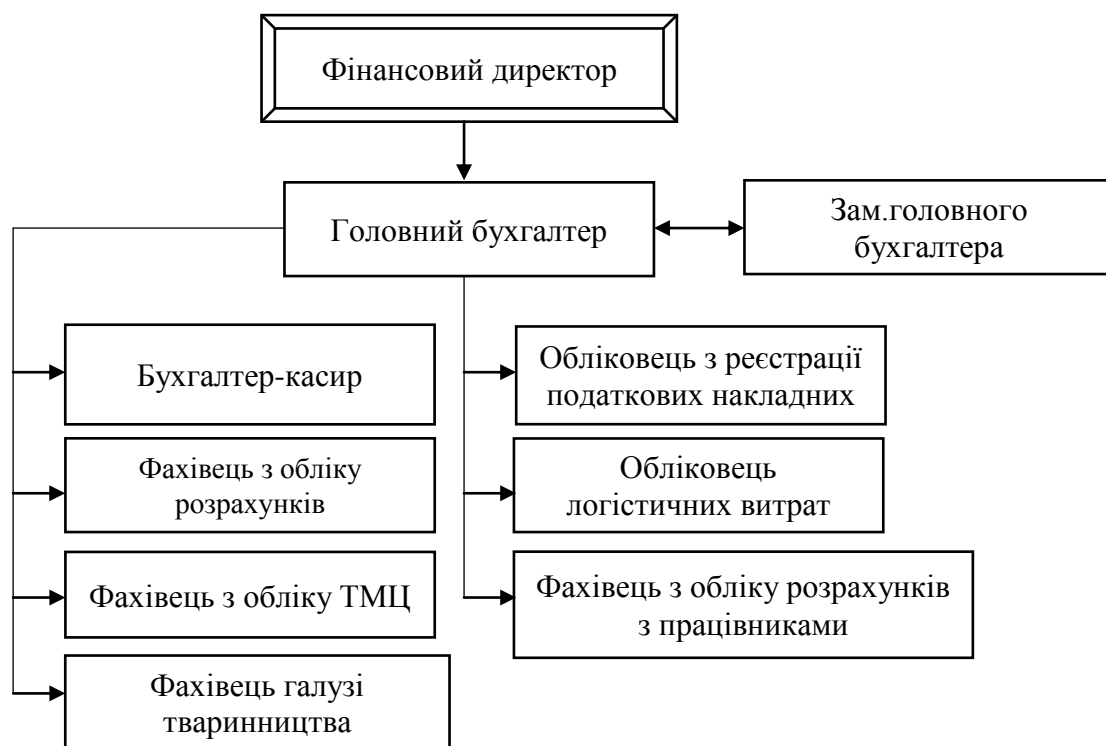 Фінансовий директор
Головний бухгалтер
Зам.головного
бухгалтера
Бухгалтер-касир
Фахівець з обліку
розрахунків
Фахівець з обліку ТМЦ
Фахівець галузі
тваринництва
Обліковець з реєстрації
податкових накладних
Обліковець
логістичних витрат
Фахівець з обліку розрахунків
з працівниками